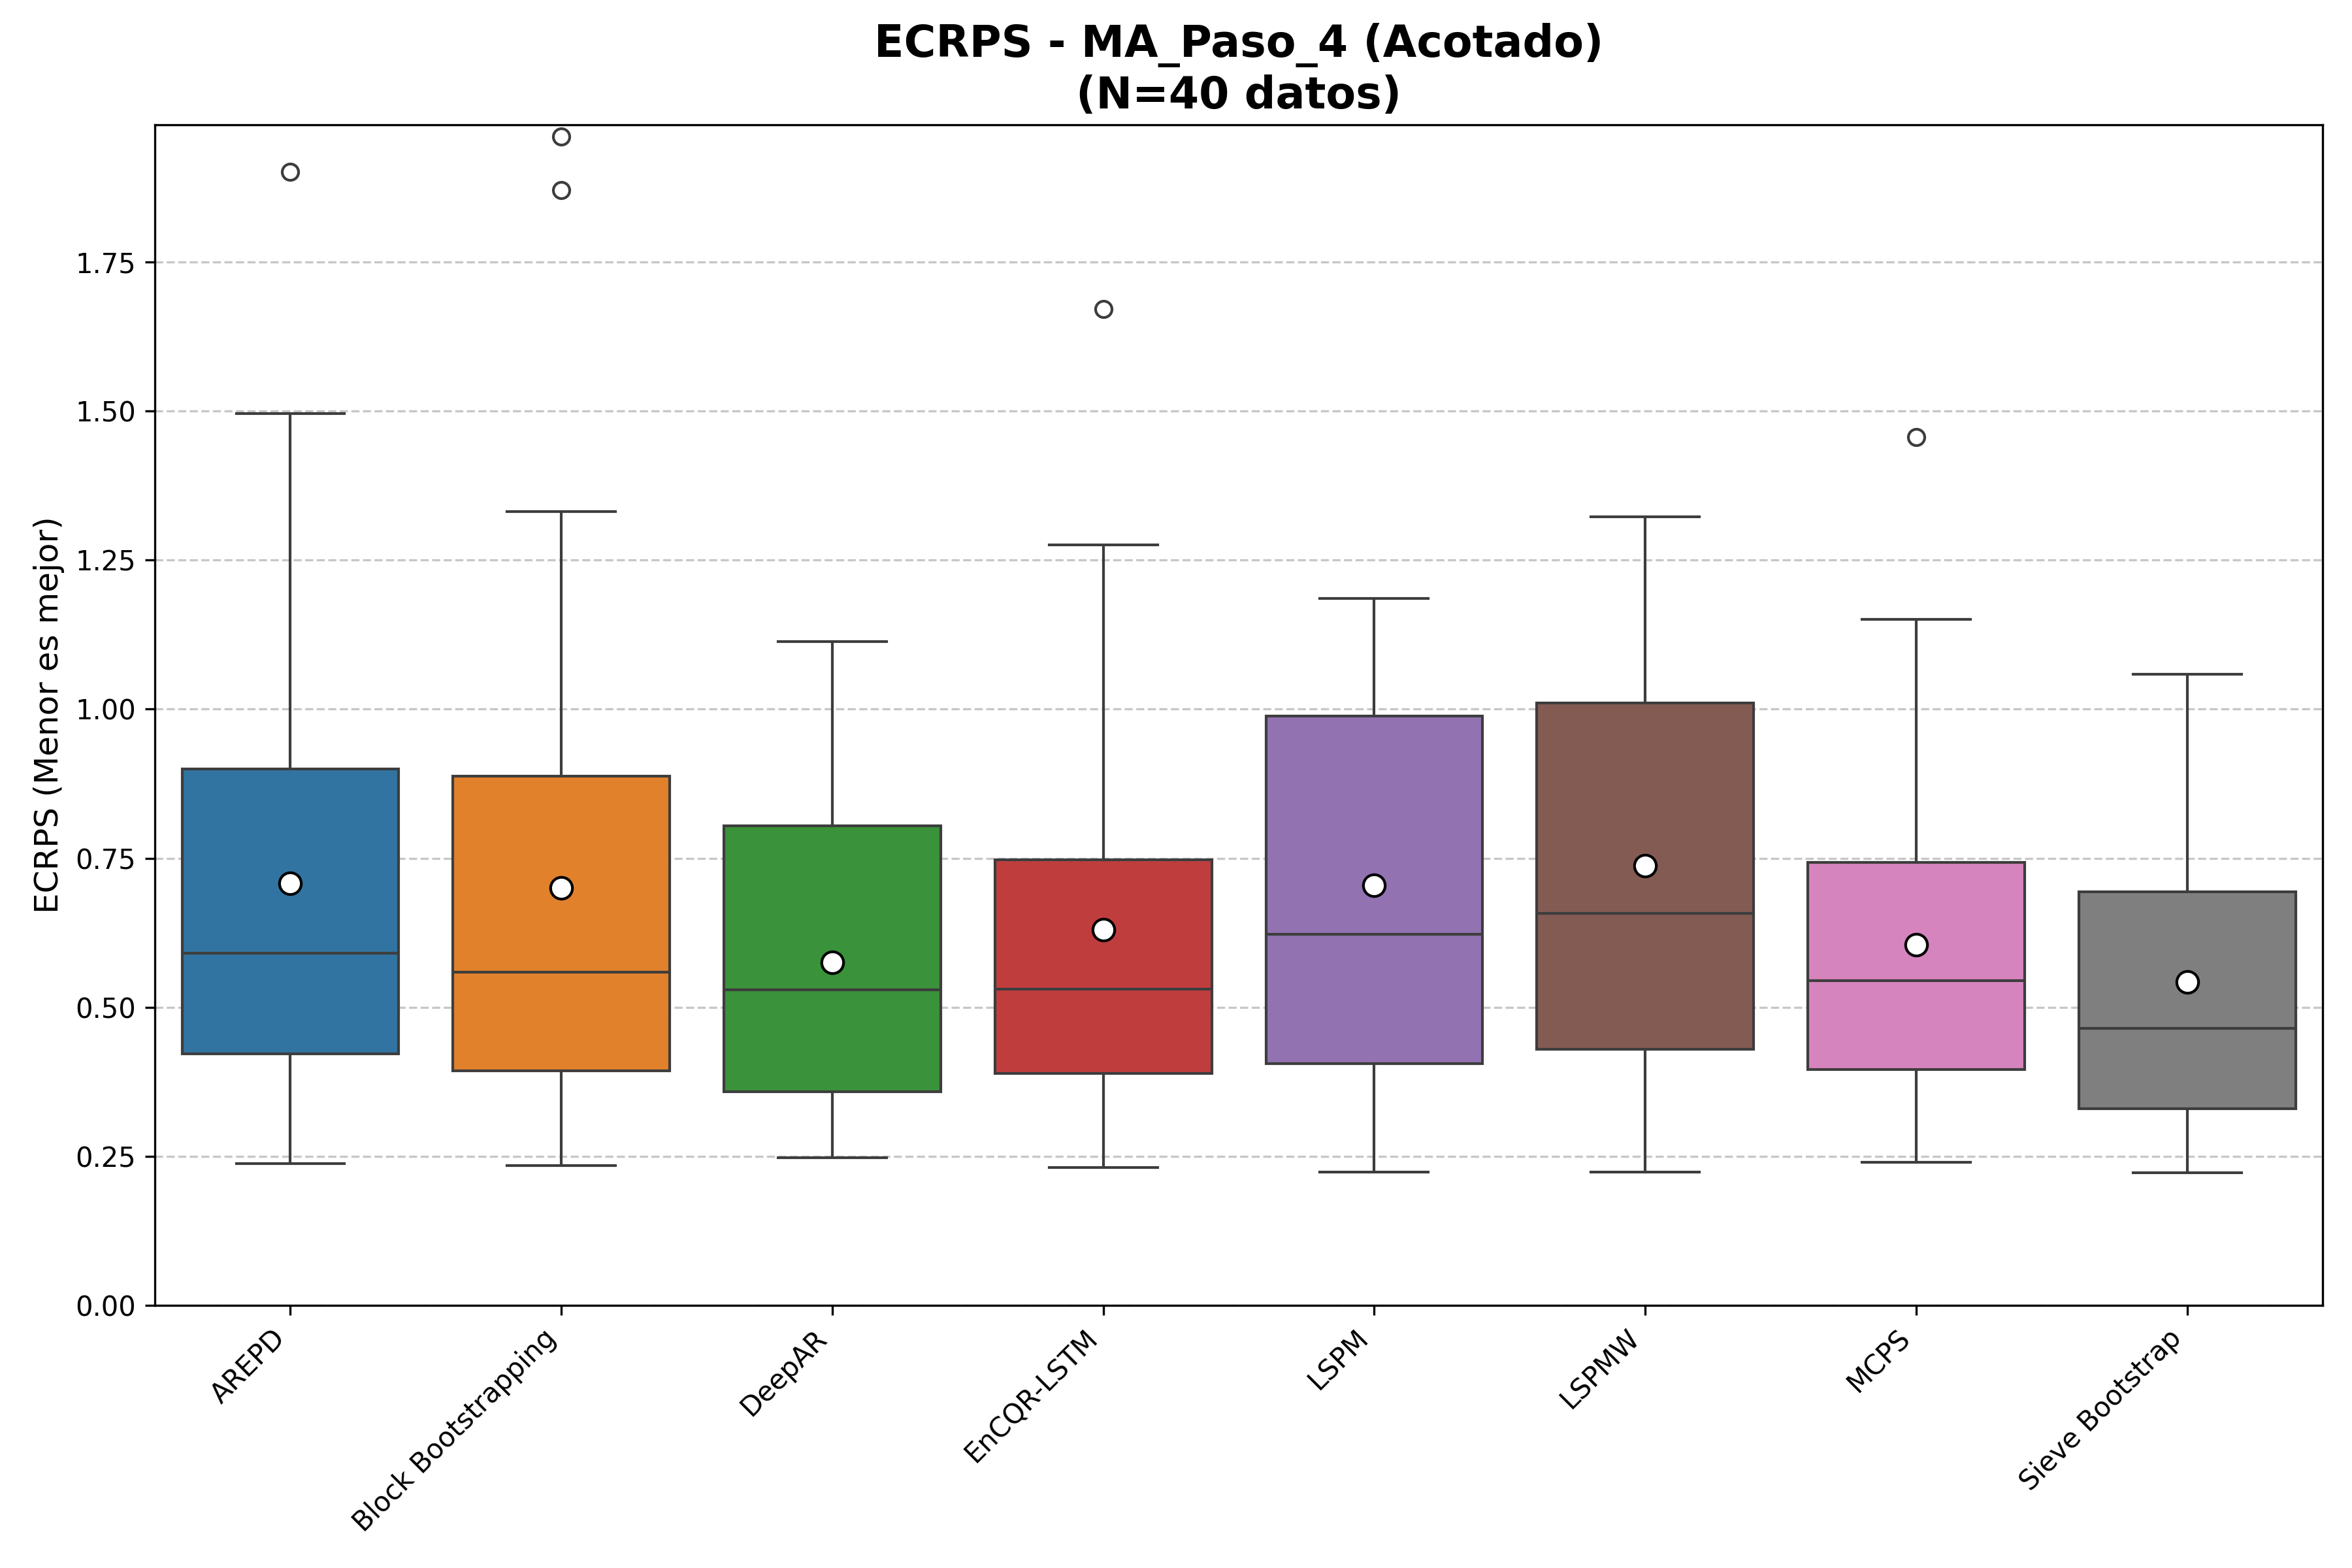 ECRPS - MA_Paso_4 (Acotado)
(N=40 datos)
ECRPS (Menor es mejor)
1.75
1.50
1.25
1.00
0.75
0.50
0.25
0.00
AREPD
Block Bootstrapping
DeepAR
EnCQR-LSTM
LSPM
LSPMW
MCPS
Sieve Bootstrap